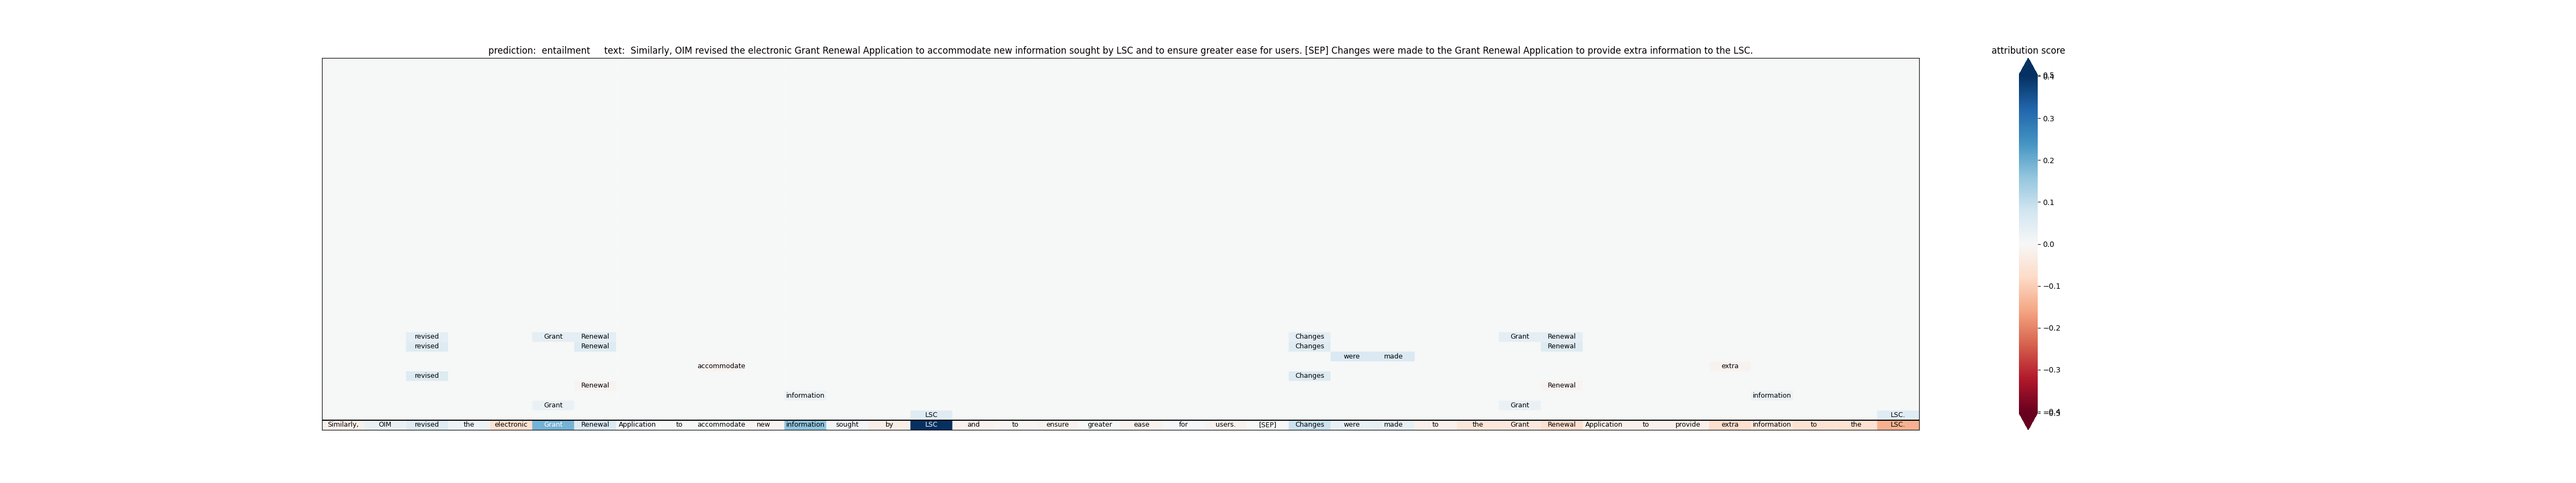 prediction:  entailment     text:  Similarly, OIM revised the electronic Grant Renewal Application to accommodate new information sought by LSC and to ensure greater ease for users. [SEP] Changes were made to the Grant Renewal Application to provide extra information to the LSC.
attribution score
0.3
0.2
0.1
0.0
−0.1
−0.2
−0.3
revised Grant Renewal Changes Grant Renewal
revised Renewal Changes Renewal
were made
accommodate extra
revised Changes
Renewal Renewal
information information
Grant Grant
LSC LSC.
Similarly, OIM revised the electronic Grant Renewal Application to accommodate new information sought by LSC and to ensure greater ease for users. [SEP] Changes were made to the Grant Renewal Application to provide extra information to the LSC.